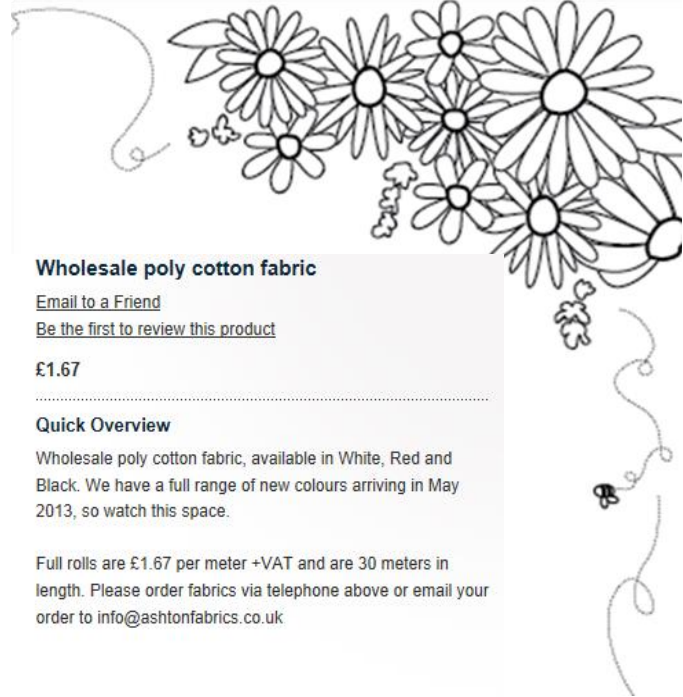 Wholesale poly cotton fabric
Email to a Friend
Be the first to review this product
£1.67
Quick Overview
Wholesale poly cotton fabric, available in White, Red and
Black. We have a full range of new colours arriving in May
2013, so watch this space.
Full rolls are £1.67 per meter +VAT and are 30 meters in
length. Please order fabrics via telephone above or email your
order to info@ashtonfabrics.co.uk